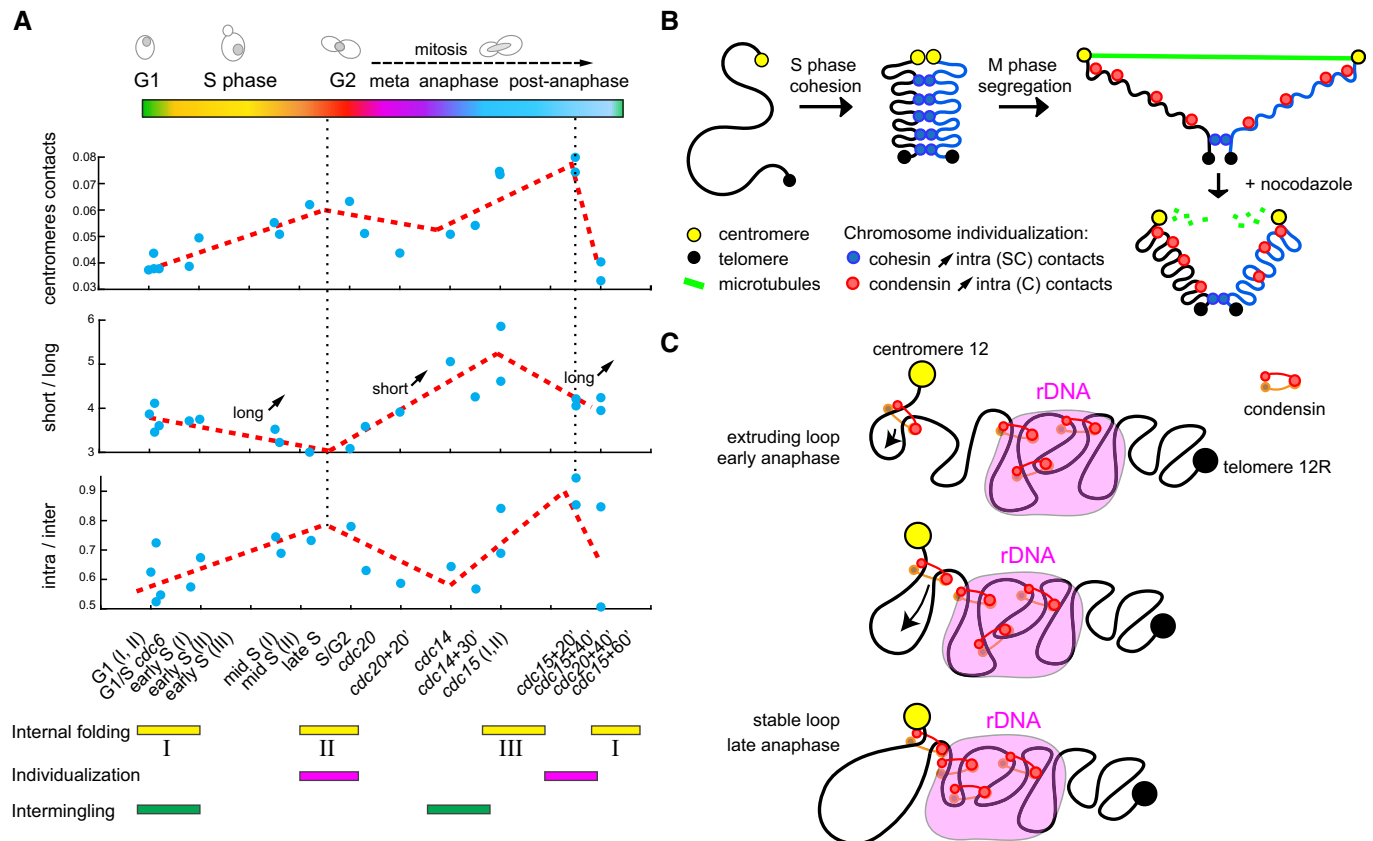 A
mitosis
G1
S phase
G2
meta
anaphase
post-anaphase
centromeres contacts
0.08
0.07
0.06
0.05
0.04
0.03
short / long
6
5
4
3
long
short
long
intra / inter
0.9
0.8
0.7
0.6
0.5
G1 (I, II)
G1/S cdc6
early S (I)
early S (II)
early S (III)
mid S (I)
mid S (II)
late S
S/G2
cdc20
cdc20+20'
cdc14
cdc14+30'
cdc15 (I,II)
cdc15+20'
cdc15+40'
cdc20+40'
cdc15+60'
Internal folding
I
II
III
I
Individualization
Intermingling
B
S phase
cohesion
M phase
segregation
+ nocodazole
centromere
telomere
microtubules
Chromosome individualization:
cohesin intra (SC) contacts
condensin intra (C) contacts
C
centromere 12
rDNA
condensin
extruding loop
early anaphase
telomere 12R
rDNA
stable loop
late anaphase
rDNA